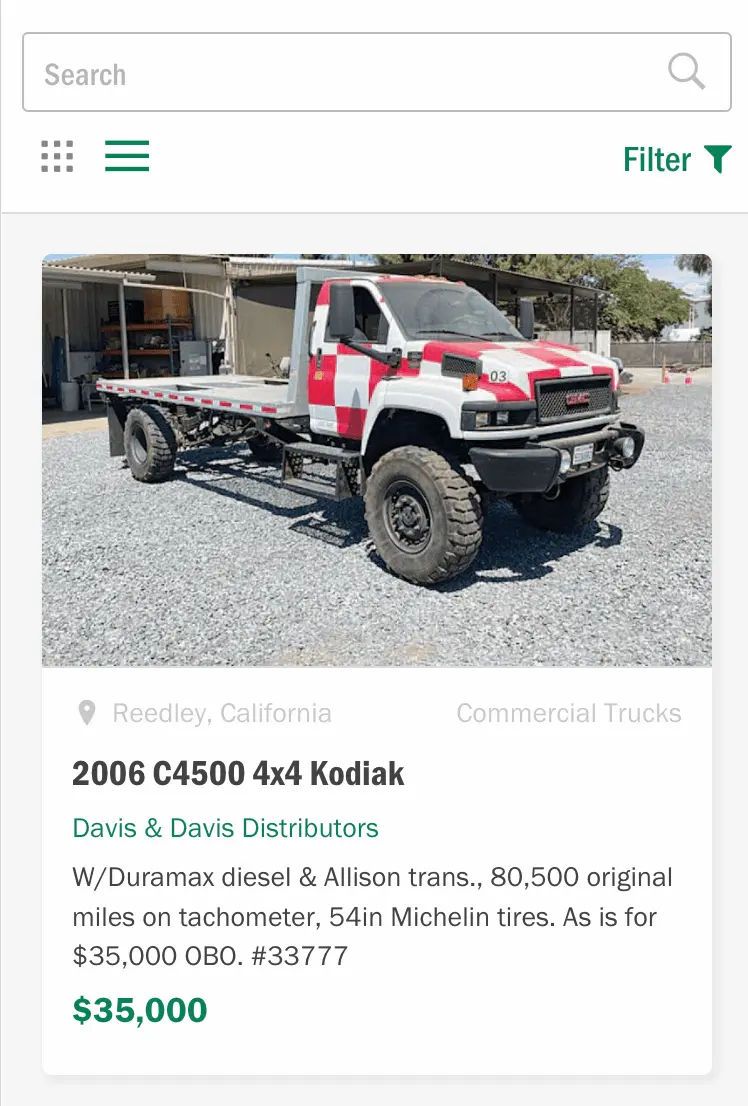 Search
Filter
03
GMC
Reedley, California
Commercial Trucks
2006 C4500 4x4 Kodiak
Davis & Davis Distributors
W/Duramax diesel & Allison trans., 80,500 original
miles on tachometer, 54in Michelin tires. As is for
$35,000 OBO. #33777
$35,000